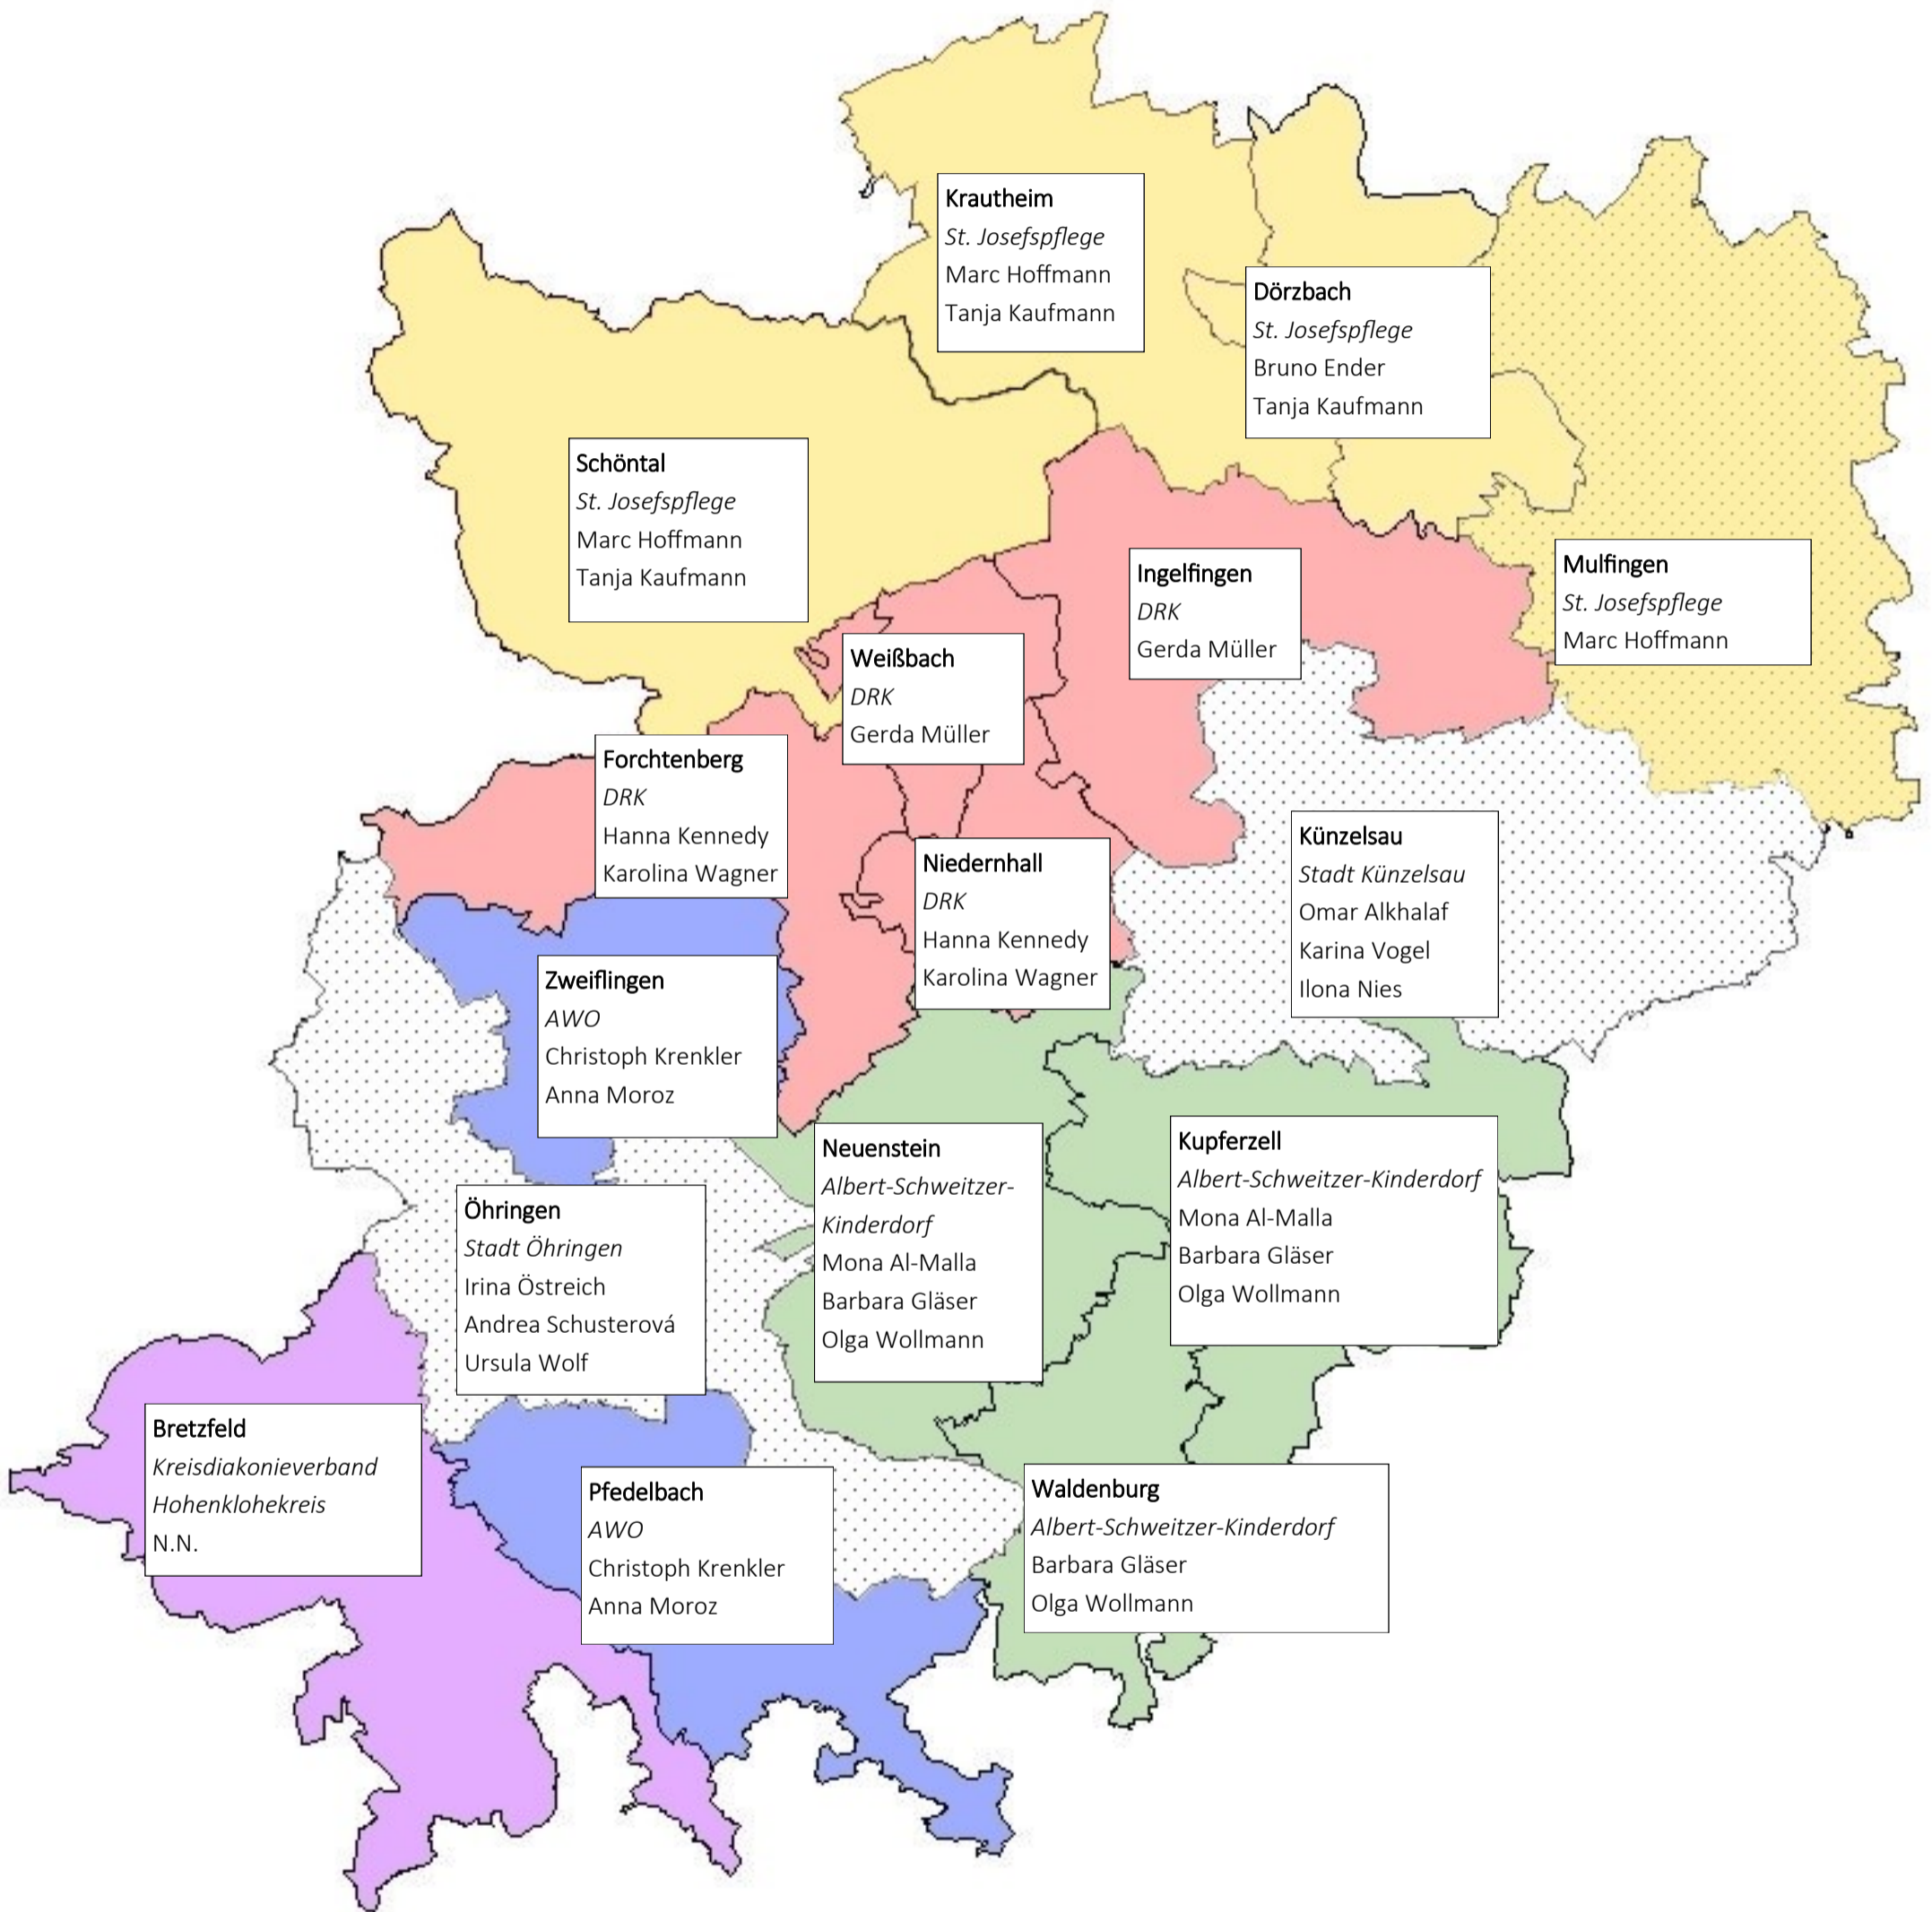 Krautheim
St. Josefspflege
Marc Hoffmann
Tanja Kaufmann
Dörzbach
St. Josefspflege
Bruno Ender
Tanja Kaufmann
Schöntal
St. Josefspflege
Marc Hoffmann
Tanja Kaufmann
Ingelfingen
DRK
Gerda Müller
Mulfingen
St. Josefspflege
Marc Hoffmann
Weißbach
DRK
Gerda Müller
Forchtenberg
DRK
Hanna Kennedy
Karolina Wagner
Niedernhall
DRK
Hanna Kennedy
Karolina Wagner
Künzelsau
Stadt Künzelsau
Omar Alkhalaf
Karina Vogel
Ilona Nies
Zweiflingen
AWO
Christoph Krenkler
Anna Moroz
Neuenstein
Albert-Schweitzer-
Kinderdorf
Mona Al-Malla
Barbara Gläser
Olga Wollmann
Kupferzell
Albert-Schweitzer-Kinderdorf
Mona Al-Malla
Barbara Gläser
Olga Wollmann
Öhringen
Stadt Öhringen
Irina Östreich
Andrea Schusterová
Ursula Wolf
Bretzfeld
Kreisdiakonieverband
Hohenklohekreis
N.N.
Pfedelbach
AWO
Christoph Krenkler
Anna Moroz
Waldenburg
Albert-Schweitzer-Kinderdorf
Barbara Gläser
Olga Wollmann